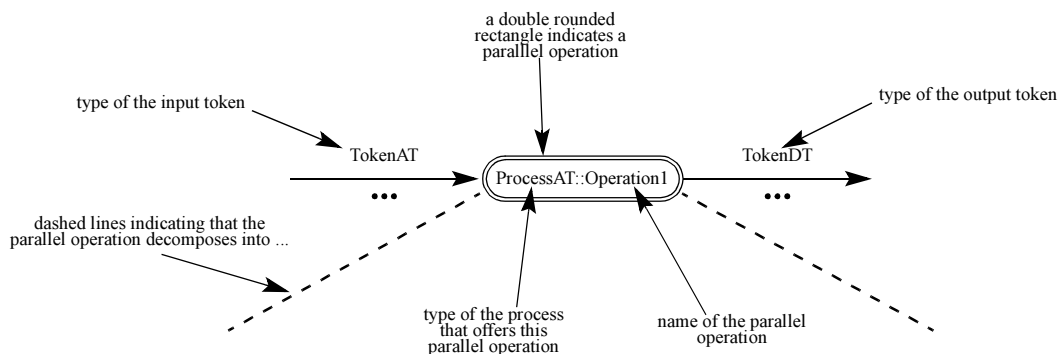 a double rounded
rectangle indicates a
paralllel operation
type of the input token
type of the output token
TokenAT
TokenDT
ProcessAT::Operation1
•••
•••
dashed lines indicating that the
parallel operation decomposes into ...
type of the process
that offers this
parallel operation
name of the parallel
operation